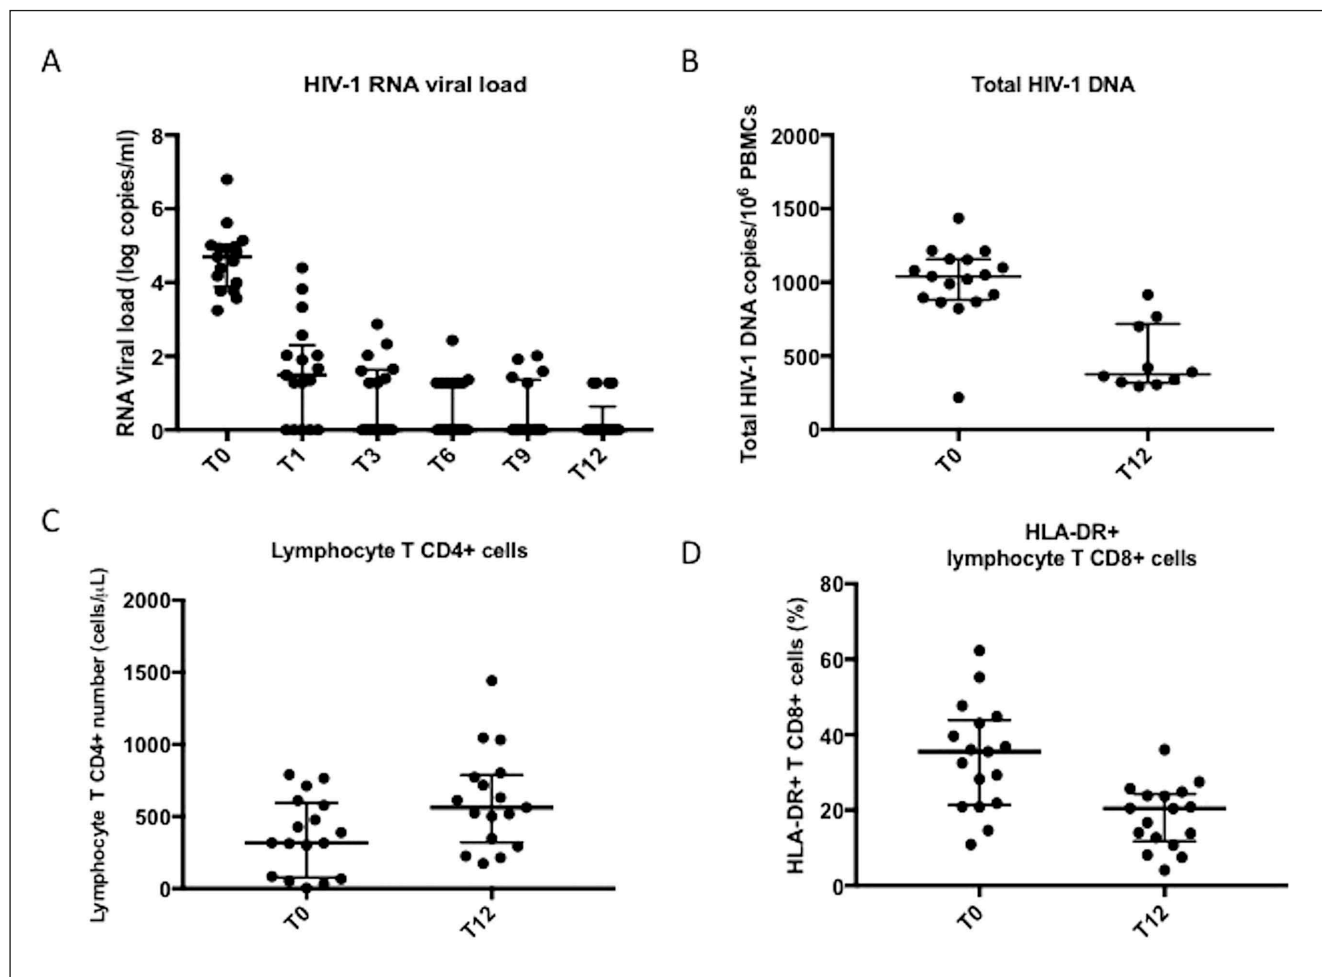 A
HIV-1 RNA viral load
RNA Viral load (log copies/ml)
8
6
4
2
0
T0
T1
T3
T6
T9
T12
B
Total HIV-1 DNA
Total HIV-1 DNA copies/10⁶ PBMCs
2000
1500
1000
500
0
T0
T12
C
Lymphocyte T CD4+ cells
Lymphocyte T CD4+ number (cells/µL)
2000
1500
1000
500
0
T0
T12
D
HLA-DR+
lymphocyte T CD8+ cells
HLA-DR+ T CD8+ cells (%)
80
60
40
20
0
T0
T12